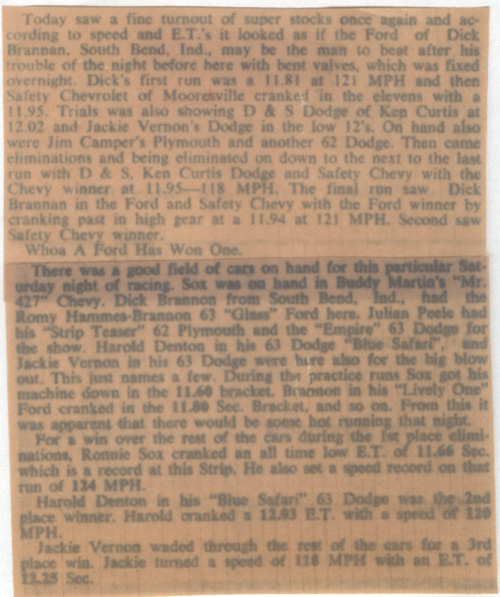 Today saw a fine turnout of super stocks once again and ac-
cording to speed and E.T.'s it looked as if the Ford of Dick
Brannan, South Bend, Ind., may be the man to beat after his
trouble of the night before here with bent valves, which was fixed
overnight. Dick's first run was a 11.81 at 121 MPH and then
Safety Chevrolet of Mooresville cranked in the elevens with a
11.95. Trials was also showing D & S Dodge of Ken Curtis at
12.02 and Jackie Vernon's Dodge in the low 12's. On hand also
were Jim Camper's Plymouth and another 62 Dodge. Then came
eliminations and being eliminated on down to the next to the last
run with D & S, Ken Curtis Dodge and Safety Chevy with the
Chevy winner at 11.95—118 MPH. The final run saw Dick
Brannan in the Ford and Safety Chevy with the Ford winner by
cranking past in high gear at a 11.94 at 121 MPH. Second saw
Safety Chevy winner.
Whoa A Ford Has Won One.
There was a good field of cars on hand for this particular Sat-
urday night of racing. Sox was on hand in Buddy Martin's "Mr.
427" Chevy. Dick Brannon from South Bend, Ind., had the
Romy Hammes-Brannon 63 "Glass" Ford here. Julian Peele had
his "Strip Teaser" 62 Plymouth and the "Empire" 63 Dodge for
the show. Harold Denton in his 63 Dodge "Blue Safari", and
Jackie Vernon in his 63 Dodge were here also for the big blow
out. This just names a few. During the practice runs Sox got his
machine down in the 11.60 bracket. Brannon in his "Lively One"
Ford cranked in the 11.80 Sec. Bracket, and so on. From this it
was apparent that there would be some hot running that night.
For a win over the rest of the cars during the 1st place elimi-
nations, Ronnie Sox cranked an all time low E.T. of 11.66 Sec.
which is a record at this Strip. He also set a speed record on that
run of 124 MPH.
Harold Denton in his "Blue Safari" 63 Dodge was the 2nd
place winner. Harold cranked a 12.03 E.T. with a speed of 120
MPH.
Jackie Vernon waded through the rest of the cars for a 3rd
place win. Jackie turned a speed of 118 MPH with an E.T. of
12.25 Sec.